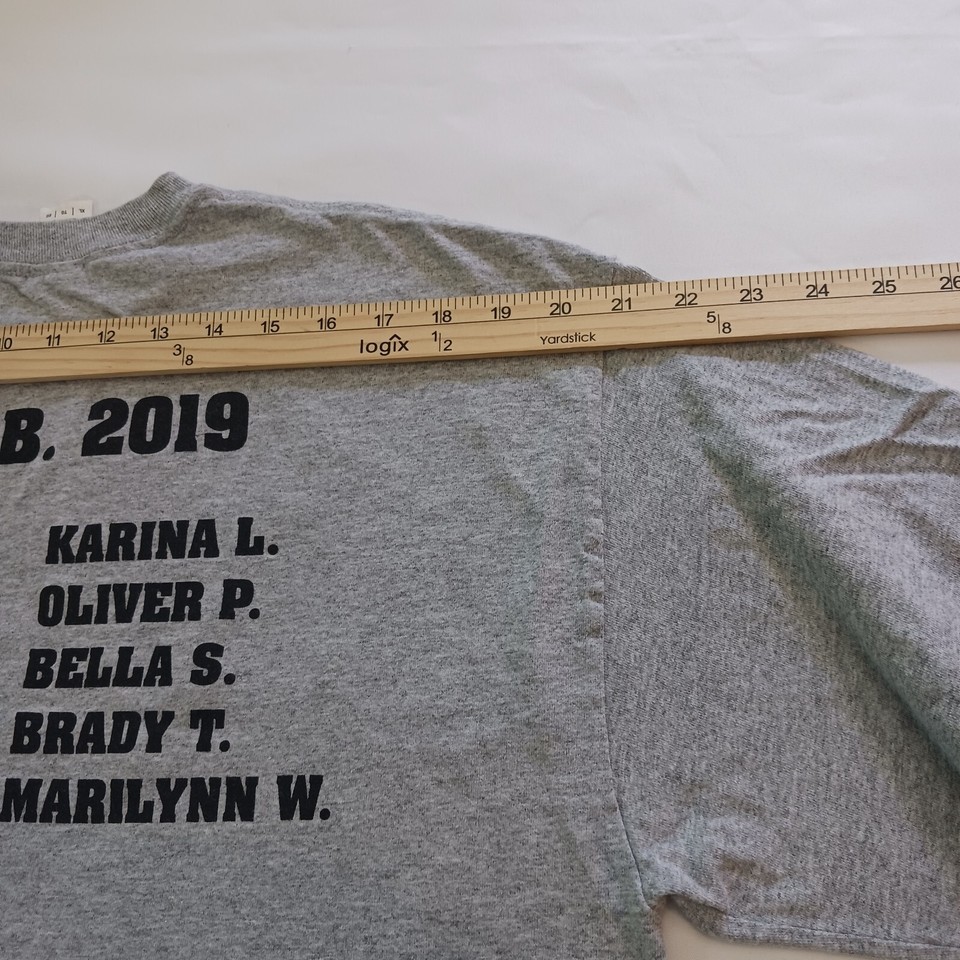 10 11 12 13 14 15 16 17 18 19 20 21 22 23 24 25 26
3/8 logix 1/2 Yardstick 5/8
B. 2019
KARINA L.
OLIVER P.
BELLA S.
BRADY T.
MARILYNN W.